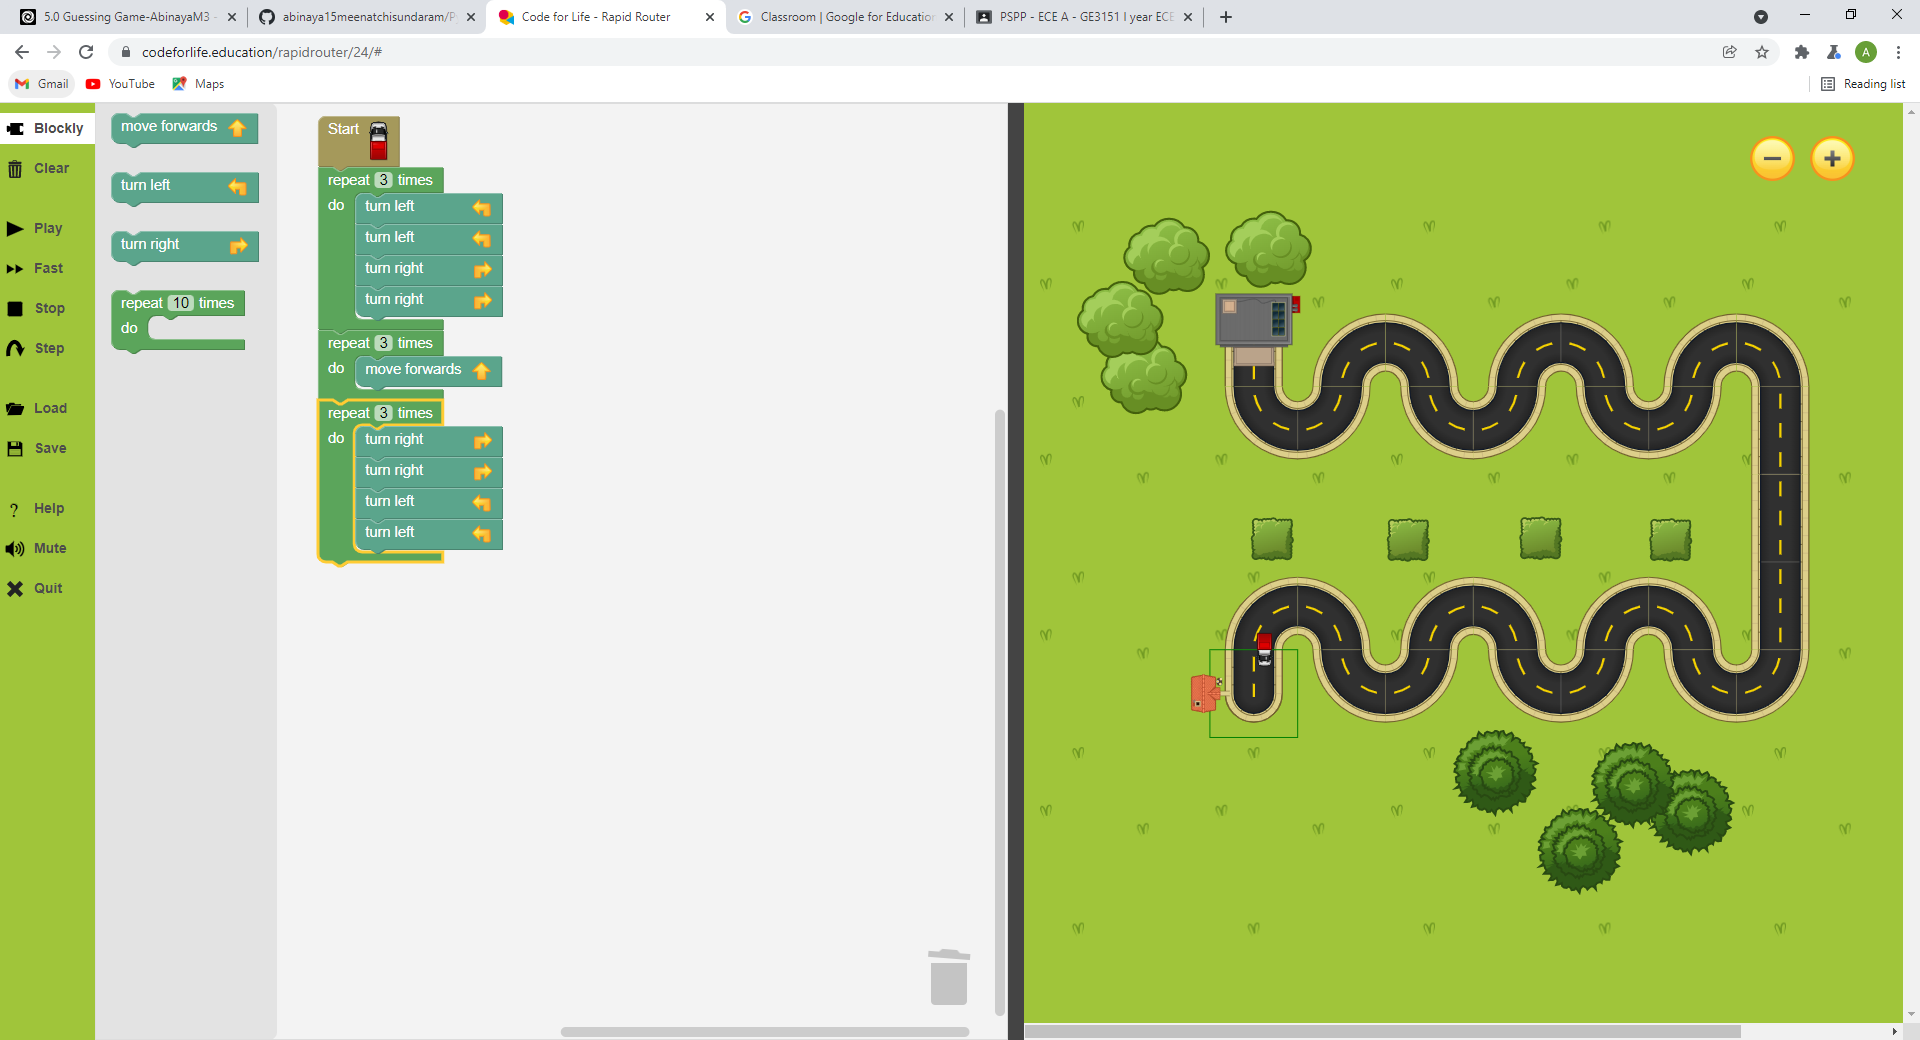 5.0 Guessing Game-AbinayaM3 -
abinaya15meenatchisundaram/P
Code for Life - Rapid Router
Classroom | Google for Education
PSPP - ECE A - GE3151 I year ECE
codeforlife.education/rapidrouter/24/#
A
Gmail
YouTube
Maps
Reading list
Blockly
Clear
Play
Fast
Stop
Step
Load
Save
Help
Mute
Quit
move forwards
turn left
turn right
repeat 10 times
do
Start
repeat 3 times
do
turn left
turn left
turn right
turn right
repeat 3 times
do
move forwards
repeat 3 times
do
turn right
turn right
turn left
turn left